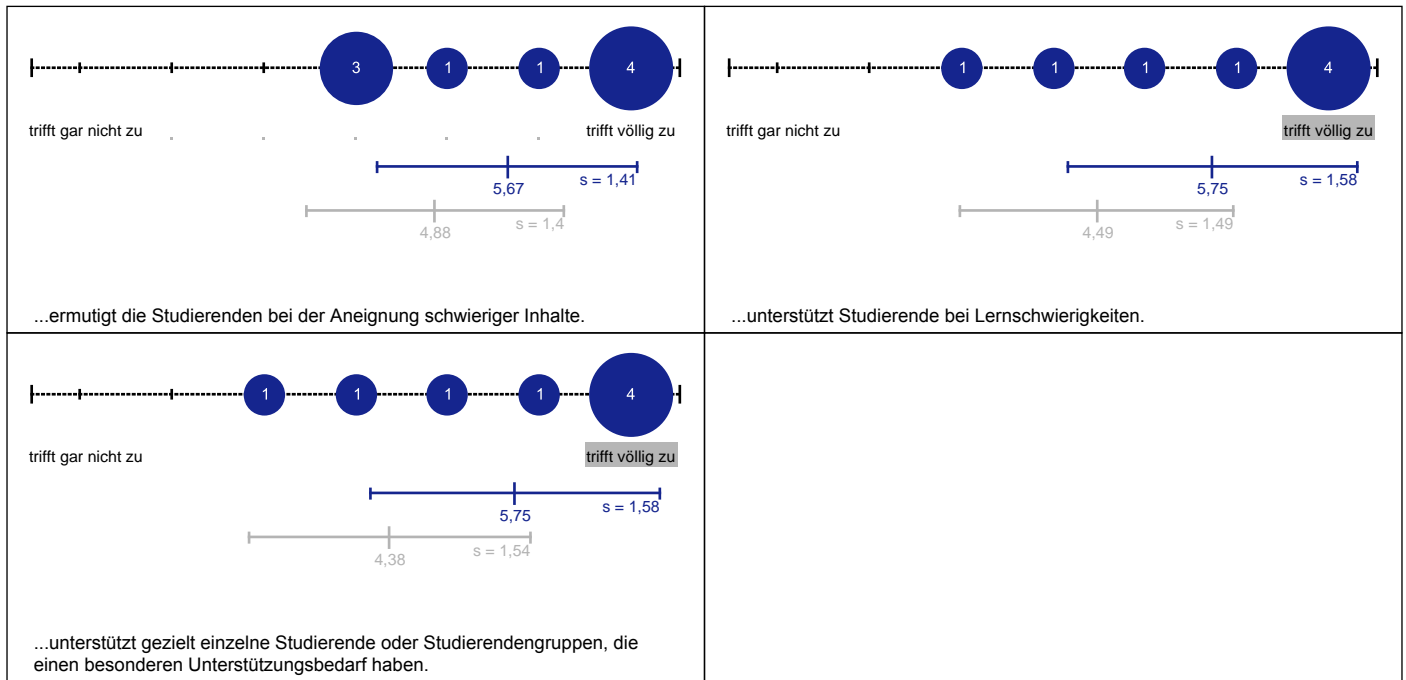 3 1 1 4
trifft gar nicht zu trifft völlig zu
5,67 s = 1,41
4,88 s = 1,4
...ermutigt die Studierenden bei der Aneignung schwieriger Inhalte.
1 1 1 1 4
trifft gar nicht zu trifft völlig zu
5,75 s = 1,58
4,49 s = 1,49
...unterstützt Studierende bei Lernschwierigkeiten.
1 1 1 1 4
trifft gar nicht zu trifft völlig zu
5,75 s = 1,58
4,38 s = 1,54
...unterstützt gezielt einzelne Studierende oder Studierendengruppen, die
einen besonderen Unterstützungsbedarf haben.